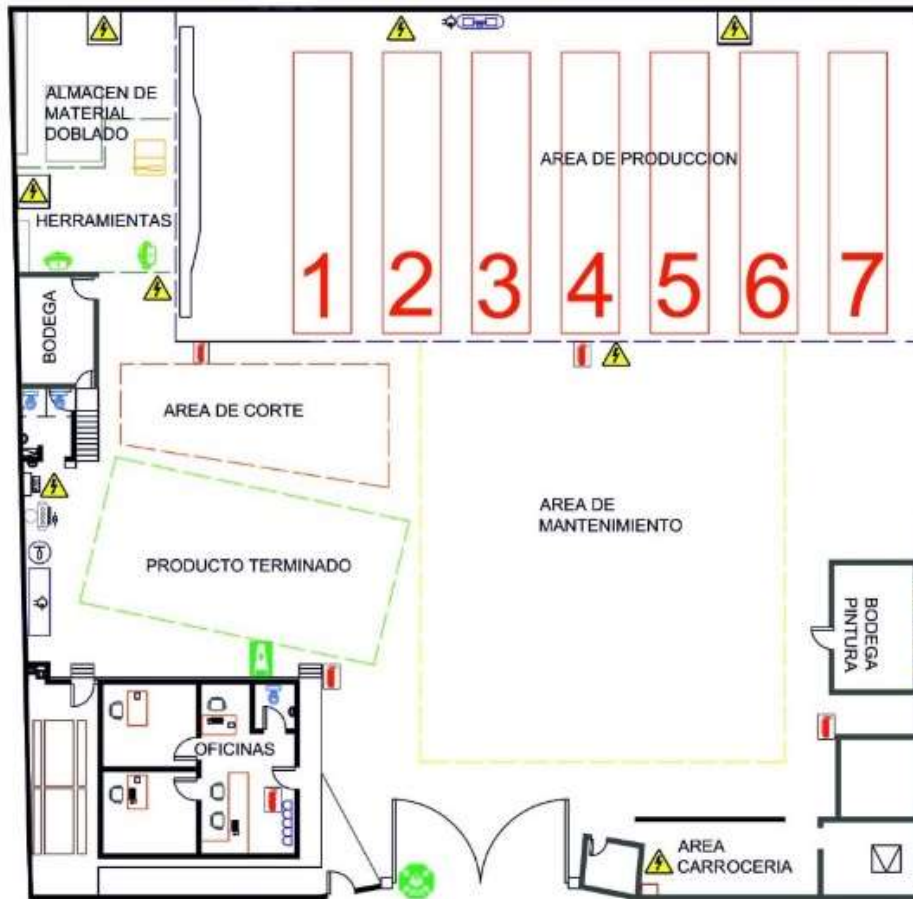 ALMACEN DE
MATERIAL
DOBLADO
AREA DE PRODUCCION
HERRAMIENTAS
1 2 3 4 5 6 7
BODEGA
AREA DE CORTE
AREA DE
MANTENIMIENTO
PRODUCTO TERMINADO
BODEGA
PINTURA
OFICINAS
AREA
CARROCERIA